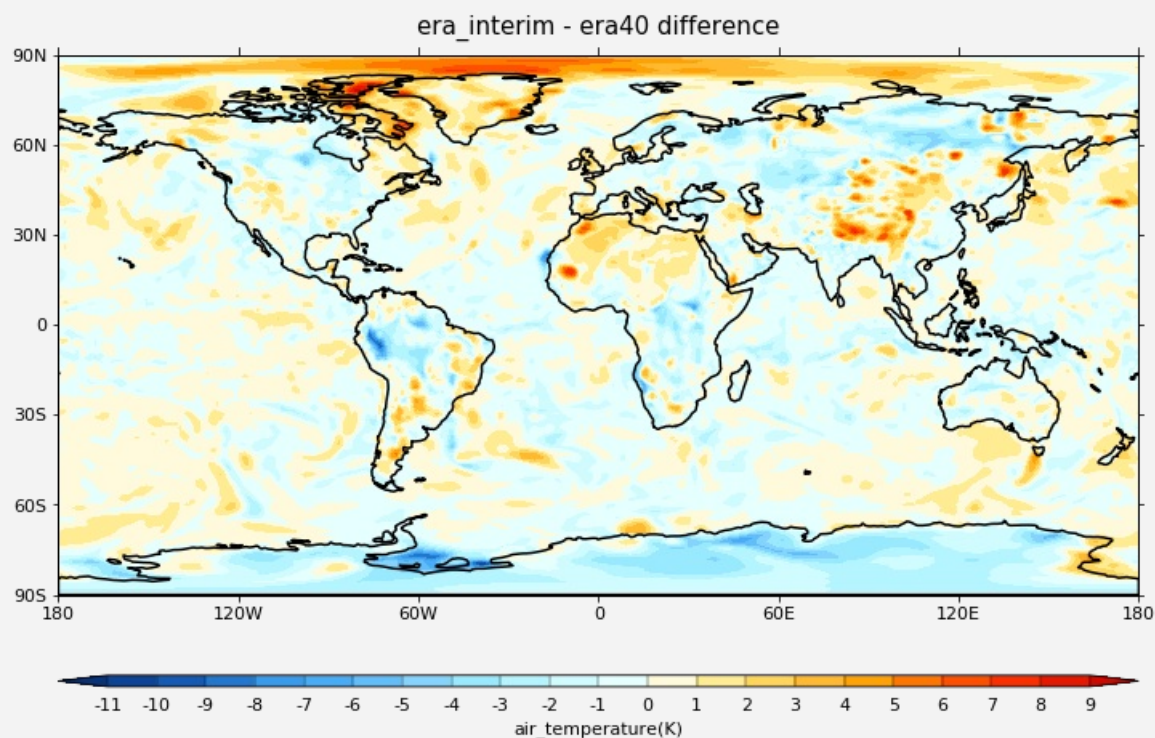 era_interim - era40 difference
90N
60N
30N
0
30S
60S
90S
180 120W 60W 0 60E 120E 180
-11 -10 -9 -8 -7 -6 -5 -4 -3 -2 -1 0 1 2 3 4 5 6 7 8 9
air_temperature(K)